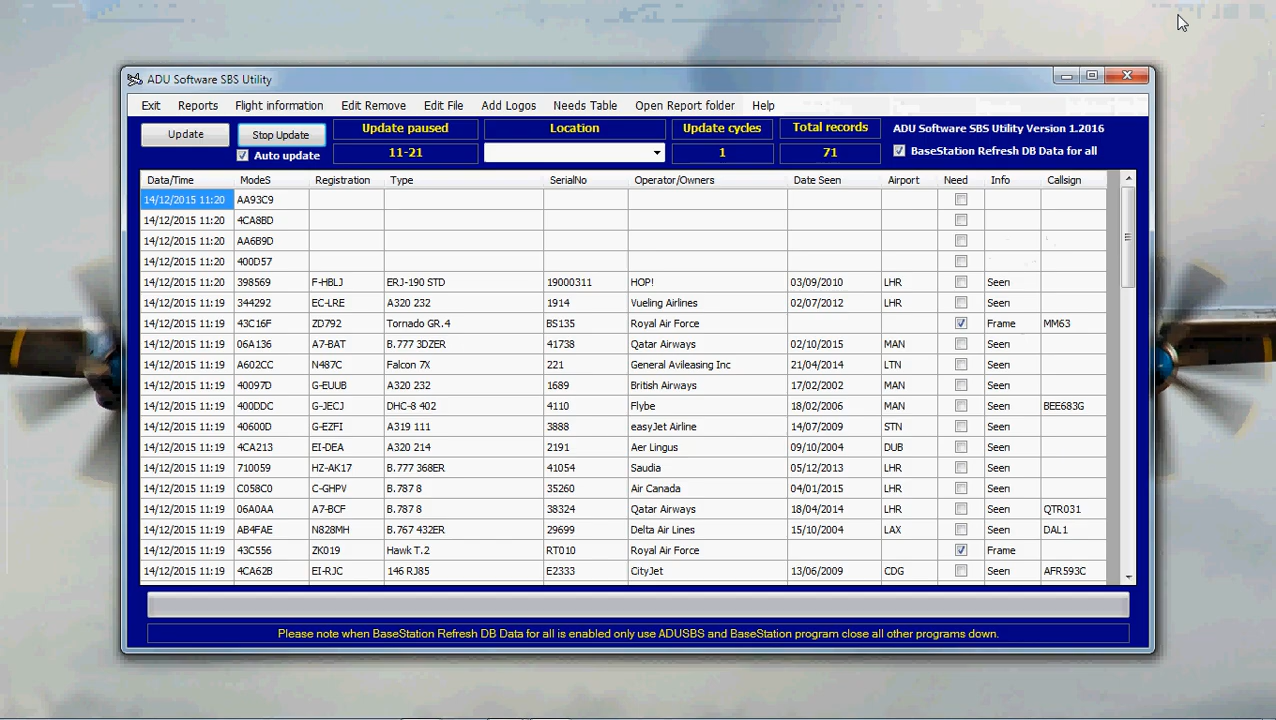 ADU Software SBS Utility
Exit Reports Flight information Edit Remove Edit File Add Logos Needs Table Open Report folder Help
Update Stop Update Update paused Location Update cycles Total records ADU Software SBS Utility Version 1.2016
Auto update 11-21 1 71 BaseStation Refresh DB Data for all
Data/Time ModeS Registration Type SerialNo Operator/Owners Date Seen Airport Need Info Callsign
14/12/2015 11:20 AA93C9
14/12/2015 11:20 4CA8BD
14/12/2015 11:20 AA6B9D
14/12/2015 11:20 400D57
14/12/2015 11:20 398569 F-HBLJ ERJ-190 STD 19000311 HOP! 03/09/2010 LHR Seen
14/12/2015 11:19 344292 EC-LRE A320 232 1914 Vueling Airlines 02/07/2012 LHR Seen
14/12/2015 11:19 43C16F ZD792 Tornado GR.4 BS135 Royal Air Force Frame MM63
14/12/2015 11:19 06A136 A7-BAT B.777 3DZER 41738 Qatar Airways 02/10/2015 MAN Seen
14/12/2015 11:19 A602CC N487C Falcon 7X 221 General Avileasing Inc 21/04/2014 LTN Seen
14/12/2015 11:19 40097D G-EUUB A320 232 1689 British Airways 17/02/2002 MAN Seen
14/12/2015 11:19 400DDC G-JECJ DHC-8 402 4110 Flybe 18/02/2006 MAN Seen BEE683G
14/12/2015 11:19 40600D G-EZFI A319 111 3888 easyJet Airline 14/07/2009 STN Seen
14/12/2015 11:19 4CA213 EI-DEA A320 214 2191 Aer Lingus 09/10/2004 DUB Seen
14/12/2015 11:19 710059 HZ-AK17 B.777 368ER 41054 Saudia 05/12/2013 LHR Seen
14/12/2015 11:19 C058C0 C-GHPV B.787 8 35260 Air Canada 04/01/2015 LHR Seen
14/12/2015 11:19 06A0AA A7-BCF B.787 8 38324 Qatar Airways 18/04/2014 LHR Seen QTR031
14/12/2015 11:19 AB4FAE N828MH B.767 432ER 29699 Delta Air Lines 15/10/2004 LAX Seen DAL1
14/12/2015 11:19 43C556 ZK019 Hawk T.2 RT010 Royal Air Force Frame
14/12/2015 11:19 4CA62B EI-RJC 146 RJ85 E2333 CityJet 13/06/2009 CDG Seen AFR593C
Please note when BaseStation Refresh DB Data for all is enabled only use ADUSBS and BaseStation program close all other programs down.